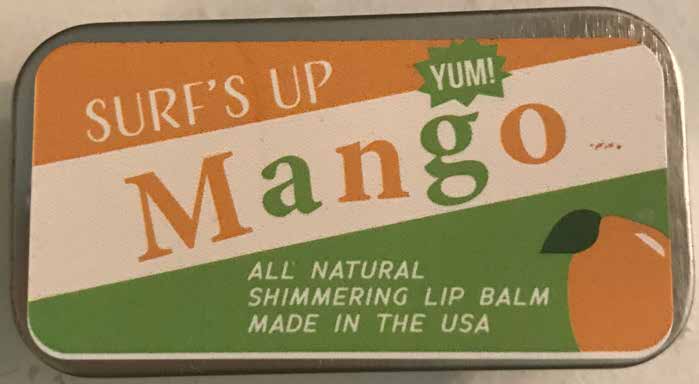 SURF'S UP
YUM!
Mango
ALL NATURAL
SHIMMERING LIP BALM
MADE IN THE USA